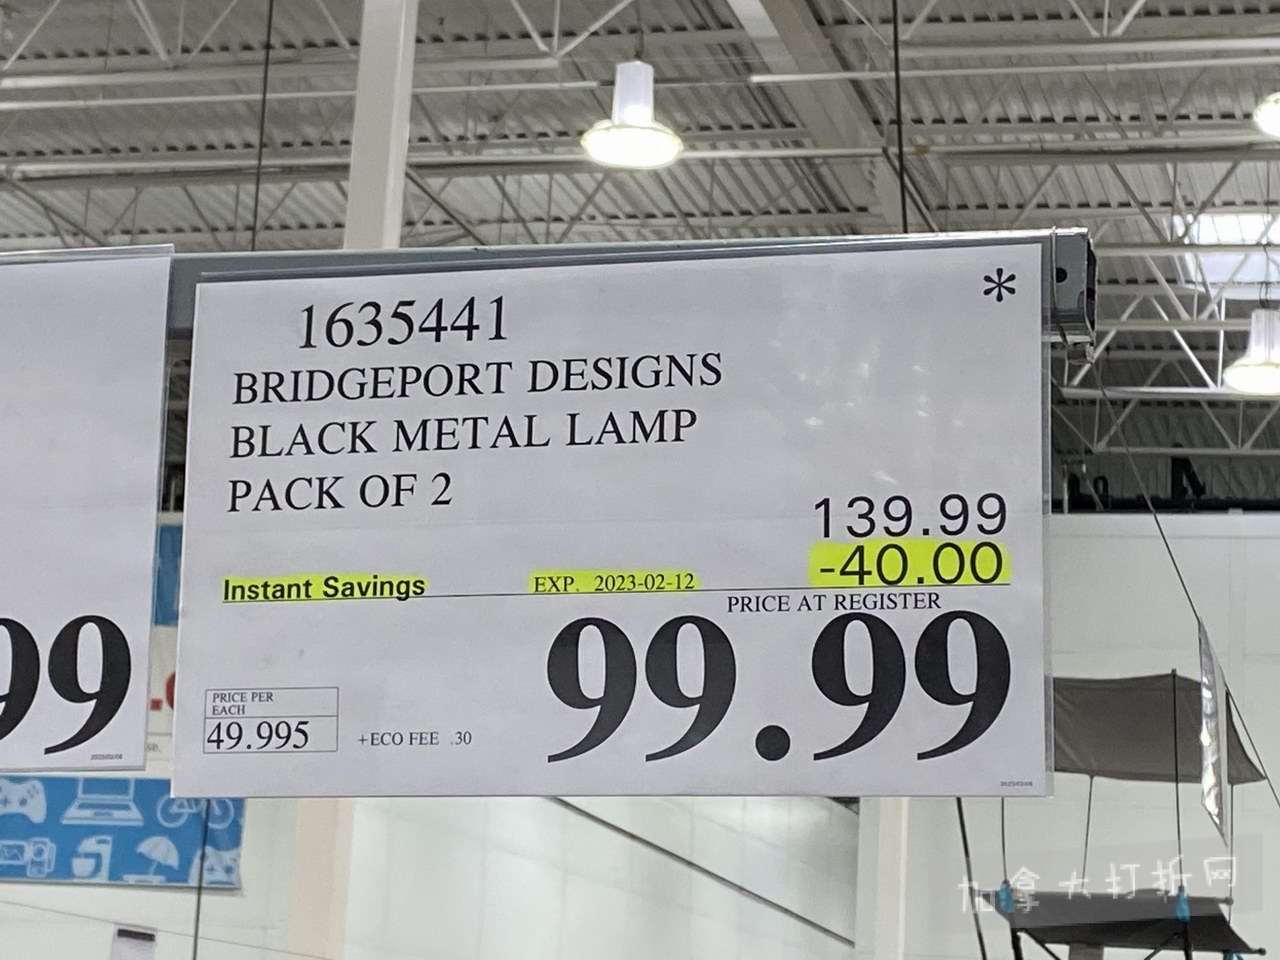 *
1635441
BRIDGEPORT DESIGNS
BLACK METAL LAMP
PACK OF 2
139.99
-40.00
Instant Savings EXP. 2023-02-12
PRICE AT REGISTER
99.99
PRICE PER
EACH
49.995
+ECO FEE .30
99
加拿大打折网